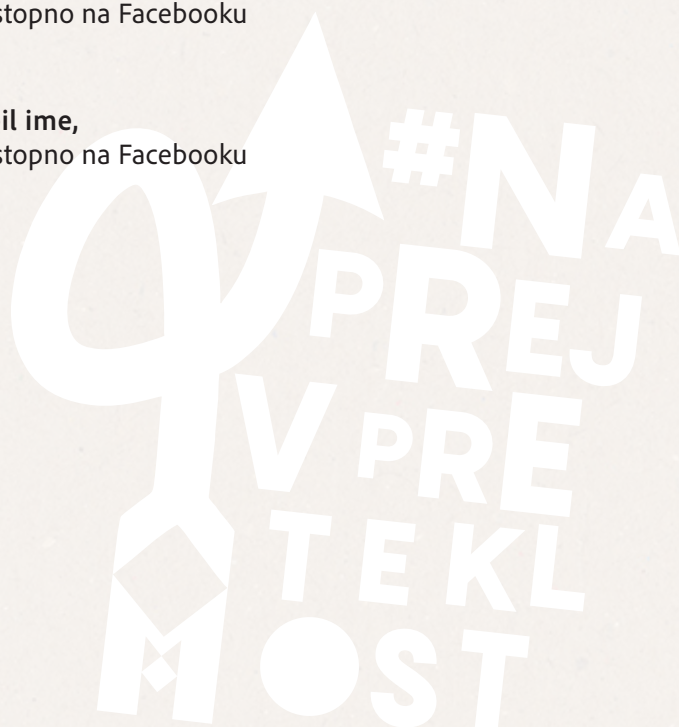 stopno na Facebooku
il ime,
stopno na Facebooku
#NA
PREJ
V PRE
TEKL
OST